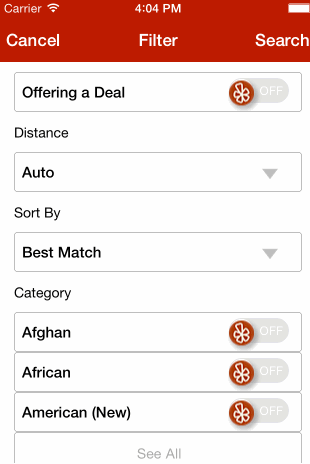 Carrier 4:04 PM
Cancel Filter Search
Offering a Deal OFF
Distance
Auto
Sort By
Best Match
Category
Afghan OFF
African OFF
American (New) OFF
See All